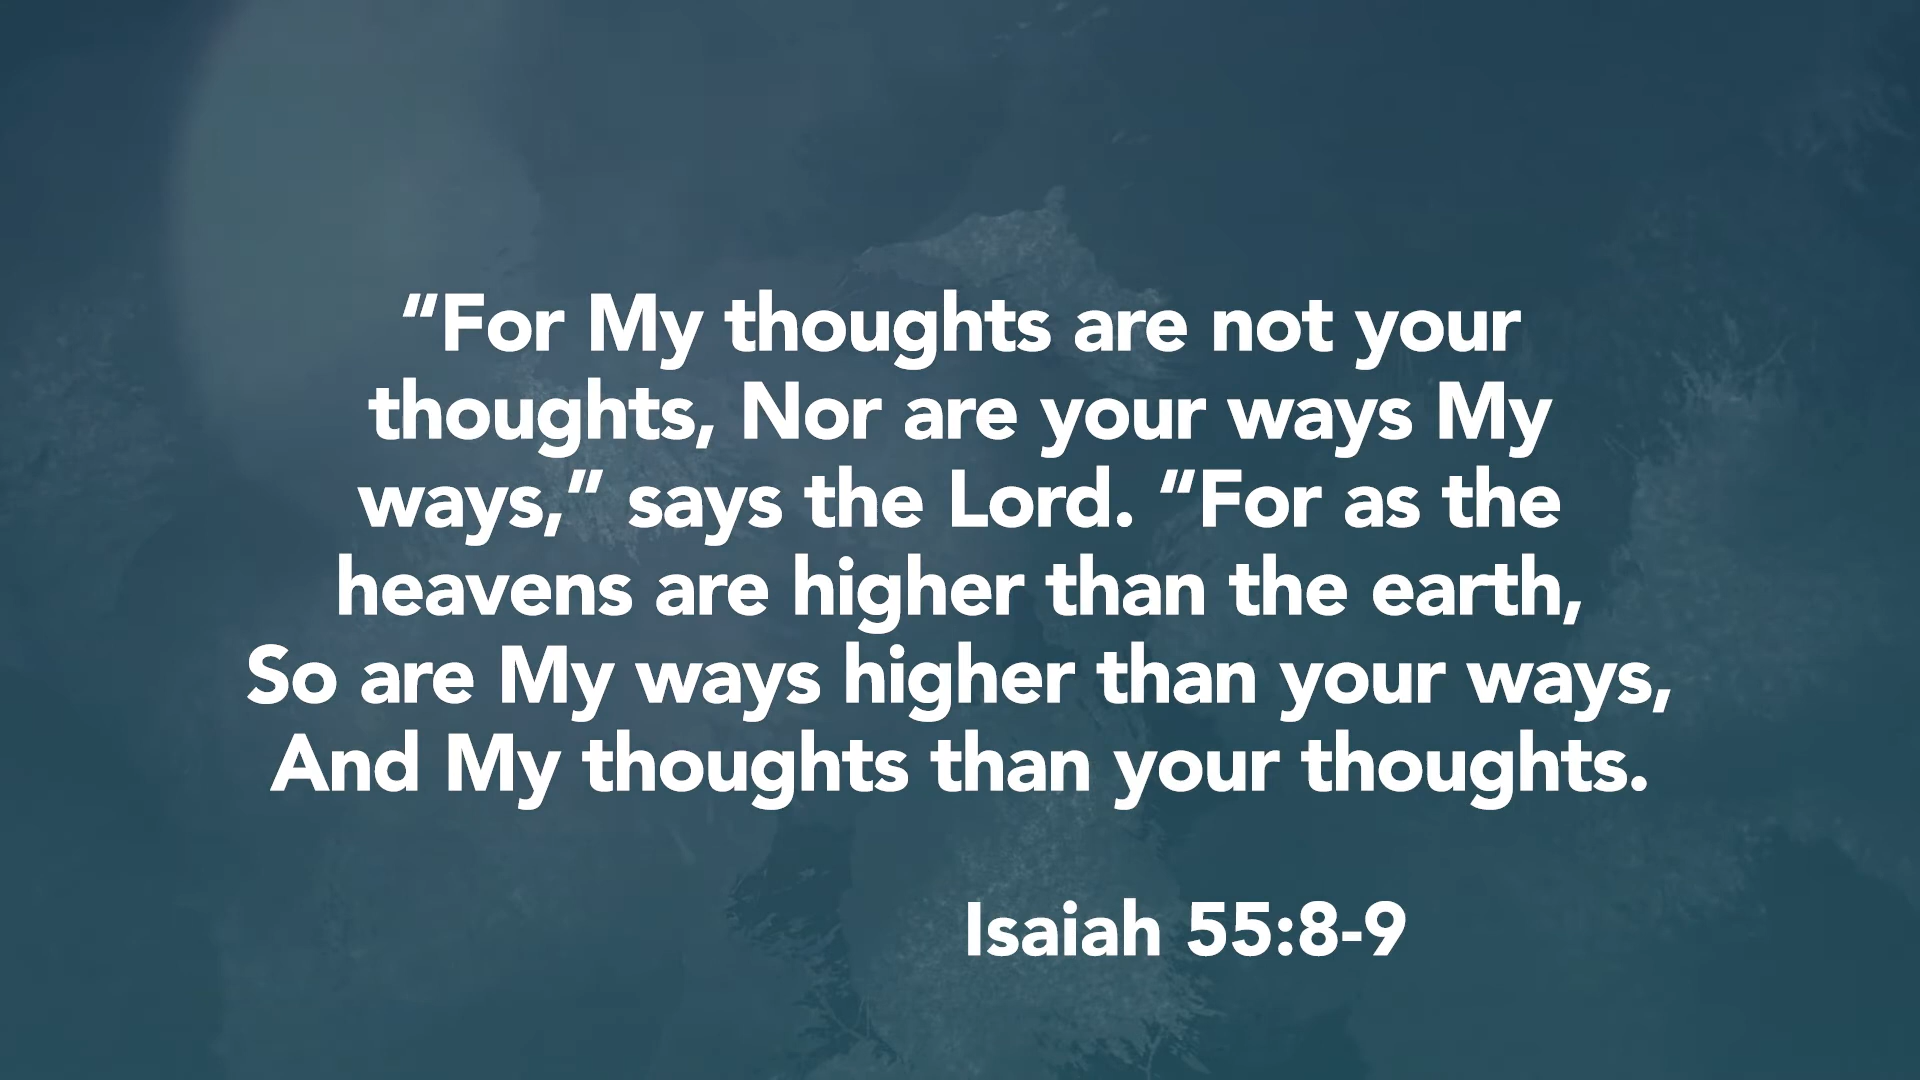 “For My thoughts are not your
thoughts, Nor are your ways My
ways,” says the Lord. “For as the
heavens are higher than the earth,
So are My ways higher than your ways,
And My thoughts than your thoughts.
Isaiah 55:8-9